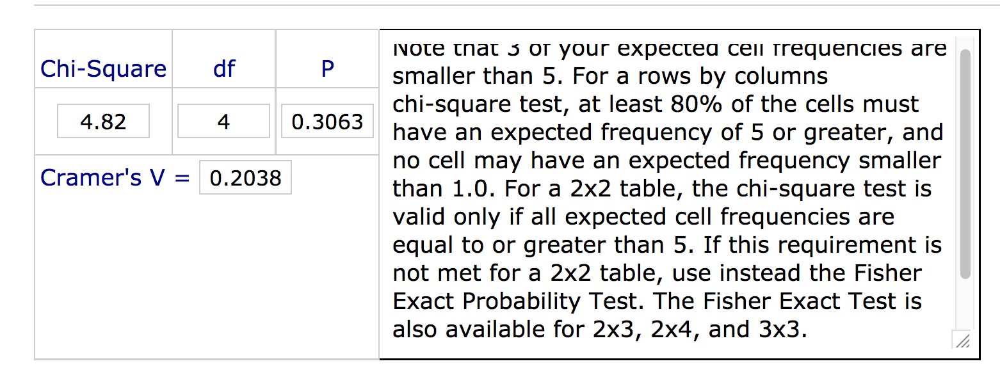 Chi-Square df P
4.82 4 0.3063
Cramer's V = 0.2038
Note that 3 of your expected cell frequencies are
smaller than 5. For a rows by columns
chi-square test, at least 80% of the cells must
have an expected frequency of 5 or greater, and
no cell may have an expected frequency smaller
than 1.0. For a 2x2 table, the chi-square test is
valid only if all expected cell frequencies are
equal to or greater than 5. If this requirement is
not met for a 2x2 table, use instead the Fisher
Exact Probability Test. The Fisher Exact Test is
also available for 2x3, 2x4, and 3x3.